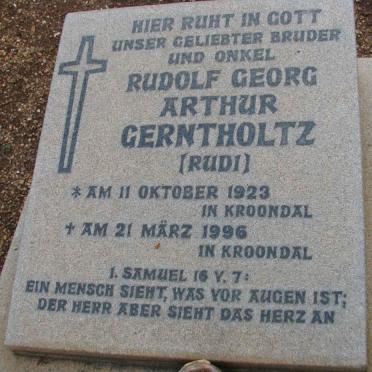 HIER RUHT IN GOTT
UNSER GELIEBTER BRUDER
UND ONKEL
RUDOLF GEORG
ARTHUR
GERNTHOLTZ
(RUDI)
* AM 11 OKTOBER 1923
IN KROONDAL
✝ AM 21 MÄRZ 1996
IN KROONDAL
1. SAMUEL 16 V. 7:
EIN MENSCH SIEHT, WAS VOR AUGEN IST;
DER HERR ABER SIEHT DAS HERZ AN